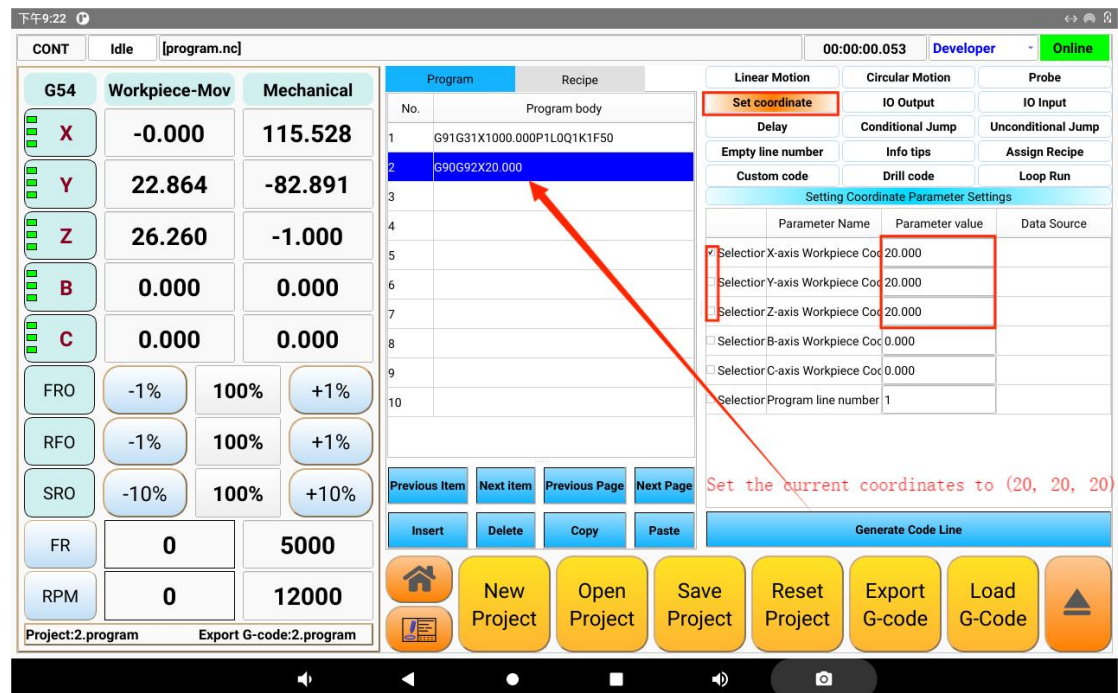 下午9:22
CONT Idle [program.nc] 00:00:00.053 Developer Online
G54 Workpiece-Mov Mechanical
X -0.000 115.528
Y 22.864 -82.891
Z 26.260 -1.000
B 0.000 0.000
C 0.000 0.000
FRO -1% 100% +1%
RFO -1% 100% +1%
SRO -10% 100% +10%
FR 0 5000
RPM 0 12000
Project:2.program Export G-code:2.program
Program Recipe
No. Program body
1 G91G31X1000.000P1L0Q1K1F50
2 G90G92X20.000
3
4
5
6
7
8
9
10
Previous Item Next item Previous Page Next Page
Insert Delete Copy Paste
Linear Motion Circular Motion Probe
Set coordinate IO Output IO Input
Delay Conditional Jump Unconditional Jump
Empty line number Info tips Assign Recipe
Custom code Drill code Loop Run
Setting Coordinate Parameter Settings
Parameter Name Parameter value Data Source
Selection X-axis Workpiece Coo 20.000
Selection Y-axis Workpiece Coo 20.000
Selection Z-axis Workpiece Coo 20.000
Selection B-axis Workpiece Coo 0.000
Selection C-axis Workpiece Coo 0.000
Selection Program line number 1
Set the current coordinates to (20, 20, 20)
Generate Code Line
New Project
Open Project
Save Project
Reset Project
Export G-code
Load G-Code